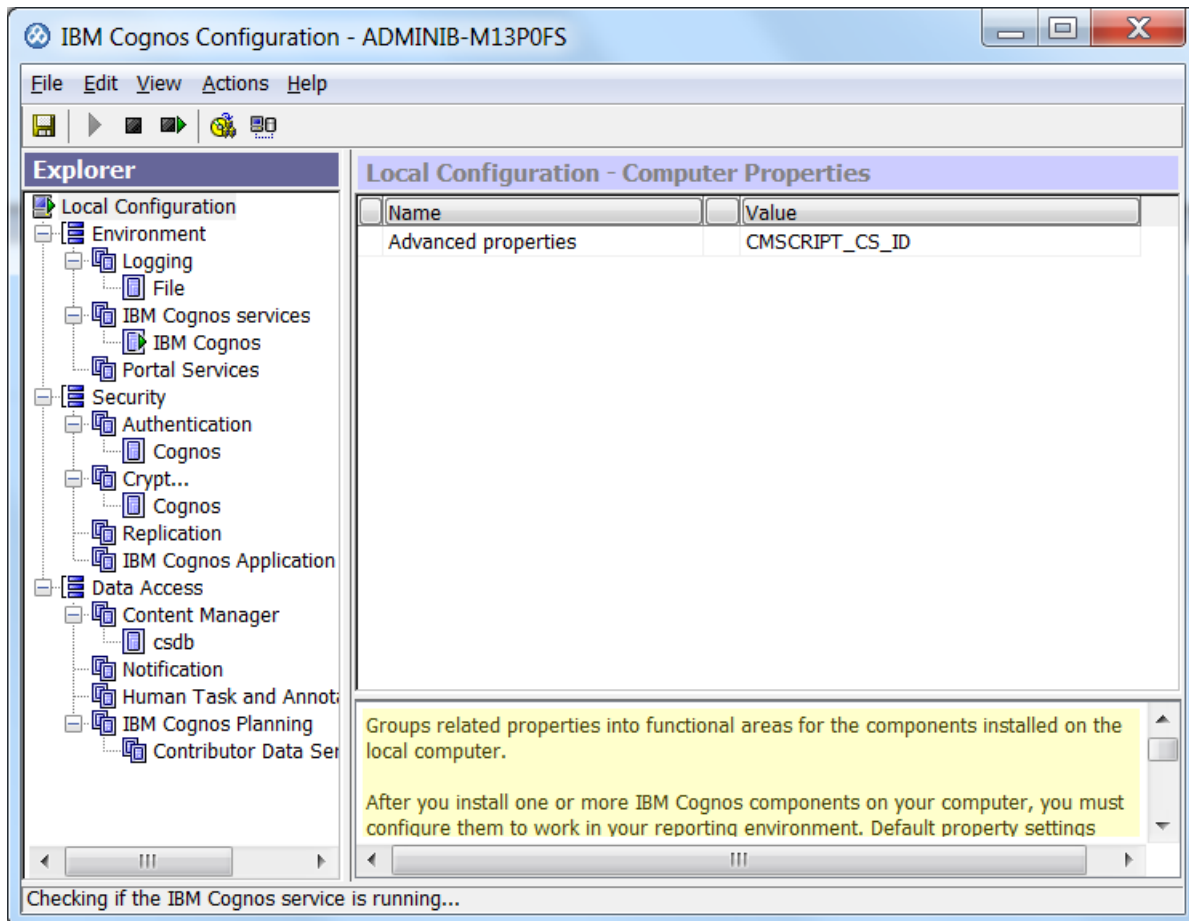 IBM Cognos Configuration - ADMINIB-M13P0FS
File Edit View Actions Help
Explorer
Local Configuration
Environment
Logging
File
IBM Cognos services
IBM Cognos
Portal Services
Security
Authentication
Cognos
Crypt...
Cognos
Replication
IBM Cognos Application
Data Access
Content Manager
csdb
Notification
Human Task and Annota
IBM Cognos Planning
Contributor Data Ser
Local Configuration - Computer Properties
Name Value
Advanced properties CMSCRIPT_CS_ID
Groups related properties into functional areas for the components installed on the
local computer.
After you install one or more IBM Cognos components on your computer, you must
configure them to work in your reporting environment. Default property settings
Checking if the IBM Cognos service is running...